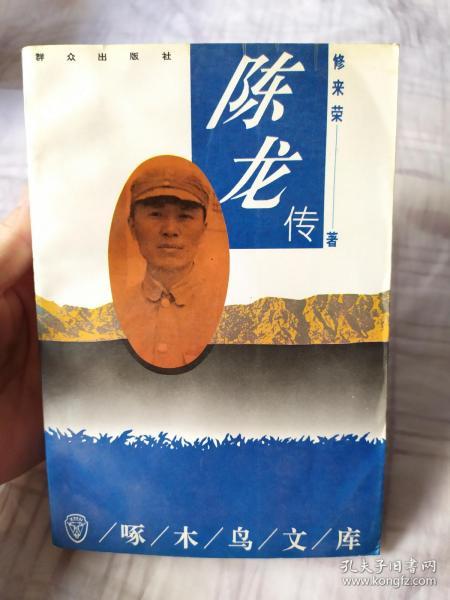 群众出版社
陈龙传
修来荣——著
/啄/木/鸟/文/库
孔夫子旧书网
www.kongfz.com